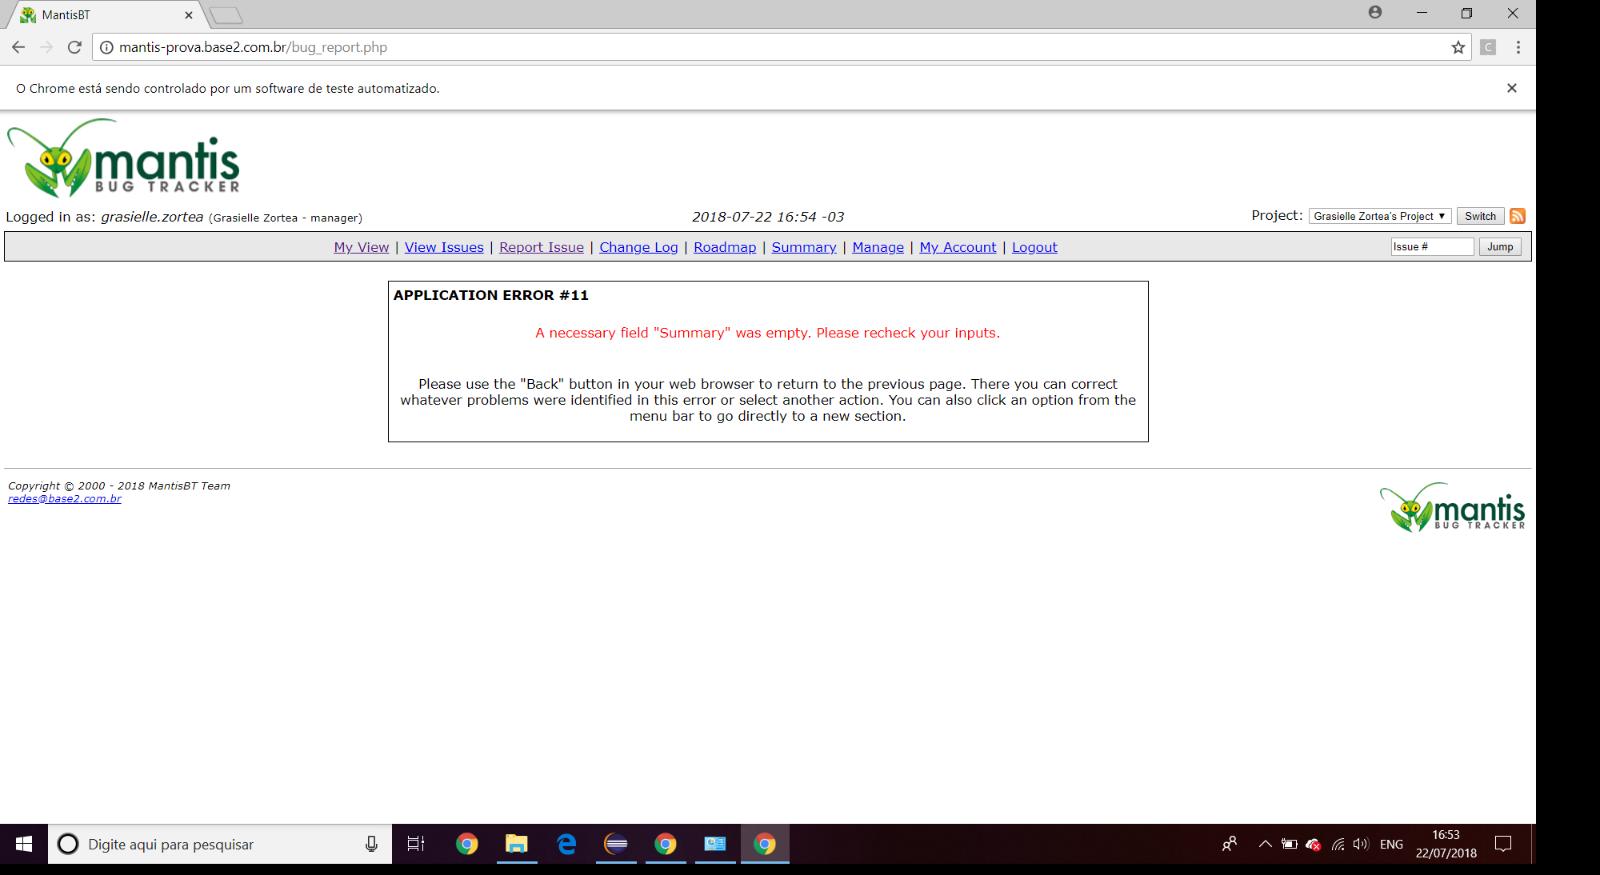 MantisBT
mantis-prova.base2.com.br/bug_report.php
O Chrome está sendo controlado por um software de teste automatizado.
mantis
BUG TRACKER
Logged in as: grasielle.zortea (Grasielle Zortea - manager)
2018-07-22 16:54 -03
Project: Grasielle Zortea's Project Switch
My View | View Issues | Report Issue | Change Log | Roadmap | Summary | Manage | My Account | Logout
Issue # Jump
APPLICATION ERROR #11
A necessary field "Summary" was empty. Please recheck your inputs.
Please use the "Back" button in your web browser to return to the previous page. There you can correct
whatever problems were identified in this error or select another action. You can also click an option from the
menu bar to go directly to a new section.
Copyright © 2000 - 2018 MantisBT Team
redes@base2.com.br
mantis
BUG TRACKER
Digite aqui para pesquisar
ENG
16:53
22/07/2018